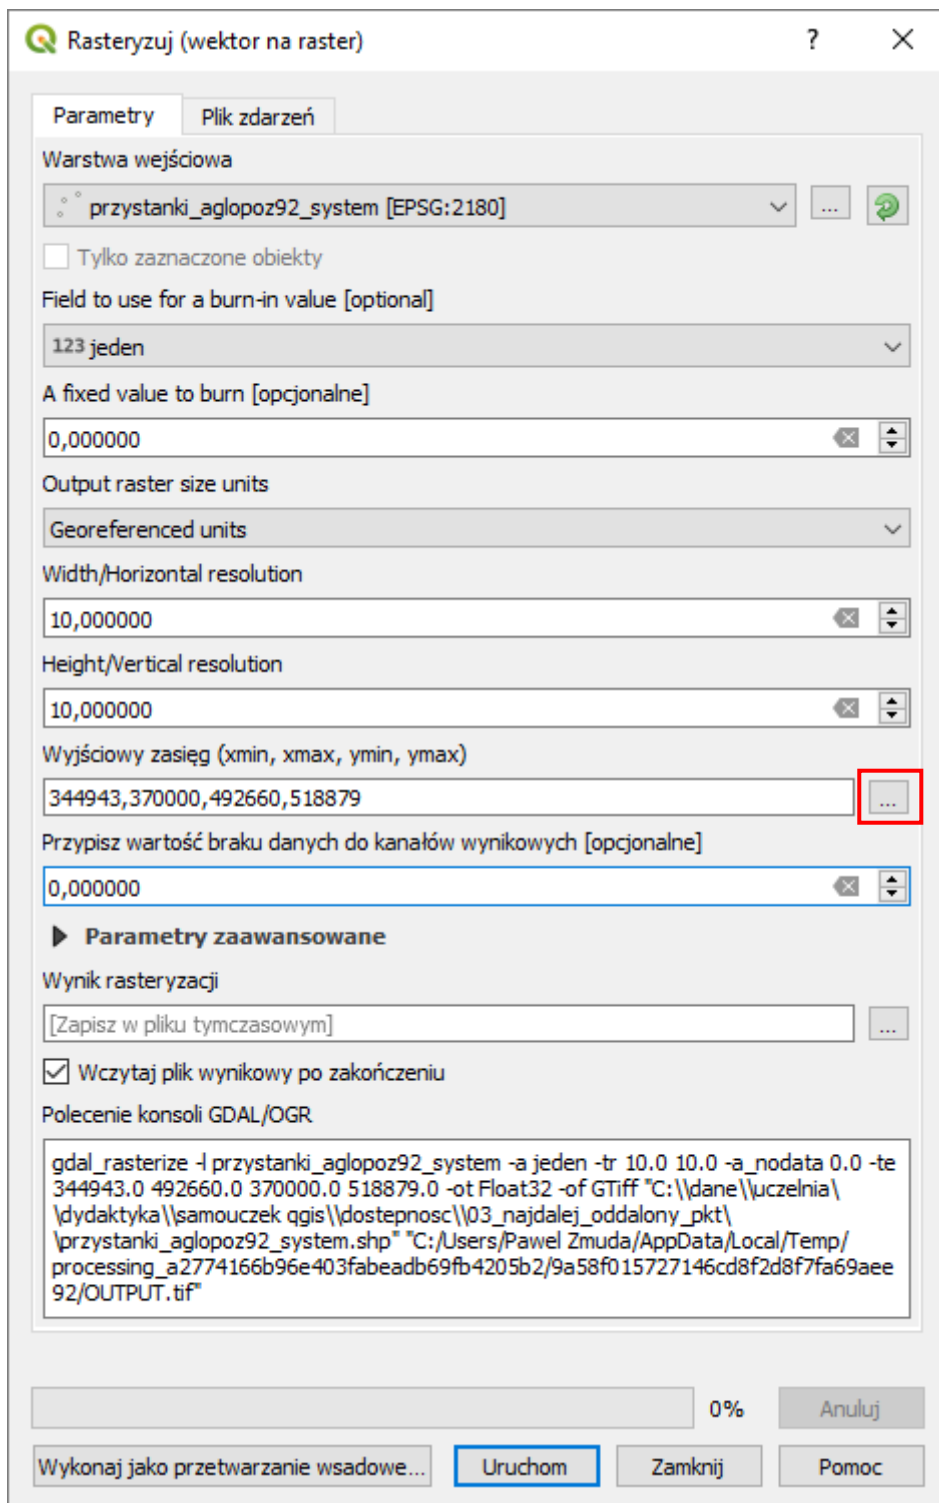 Rasteryzuj (wektor na raster)
?
Parametry
Plik zdarzeń
Warstwa wejściowa
przystanki_aglopoz92_system [EPSG:2180]
...
Tylko zaznaczone obiekty
Field to use for a burn-in value [optional]
123 jeden
A fixed value to burn [opcjonalne]
0,000000
Output raster size units
Georeferenced units
Width/Horizontal resolution
10,000000
Height/Vertical resolution
10,000000
Wyjściowy zasięg (xmin, xmax, ymin, ymax)
344943,370000,492660,518879
...
Przypisz wartość braku danych do kanałów wynikowych [opcjonalne]
0,000000
Parametry zaawansowane
Wynik rasteryzacji
[Zapisz w pliku tymczasowym]
...
Wczytaj plik wynikowy po zakończeniu
Polecenie konsoli GDAL/OGR
gdal_rasterize -l przystanki_aglopoz92_system -a jeden -tr 10.0 10.0 -a_nodata 0.0 -te
344943.0 492660.0 370000.0 518879.0 -ot Float32 -of GTiff "C:\\dane\\uczelnia\
\dydaktyka\\samouczek qgis\\dostepnosc\\03_najdalej_oddalony_pkt\
\przystanki_aglopoz92_system.shp" "C:/Users/Pawel Zmuda/AppData/Local/Temp/
processing_a2774166b96e403fabeadb69fb4205b2/9a58f015727146cd8f2d8f7fa69aee
92/OUTPUT.tif"
0%
Anuluj
Wykonaj jako przetwarzanie wsadowe...
Uruchom
Zamknij
Pomoc